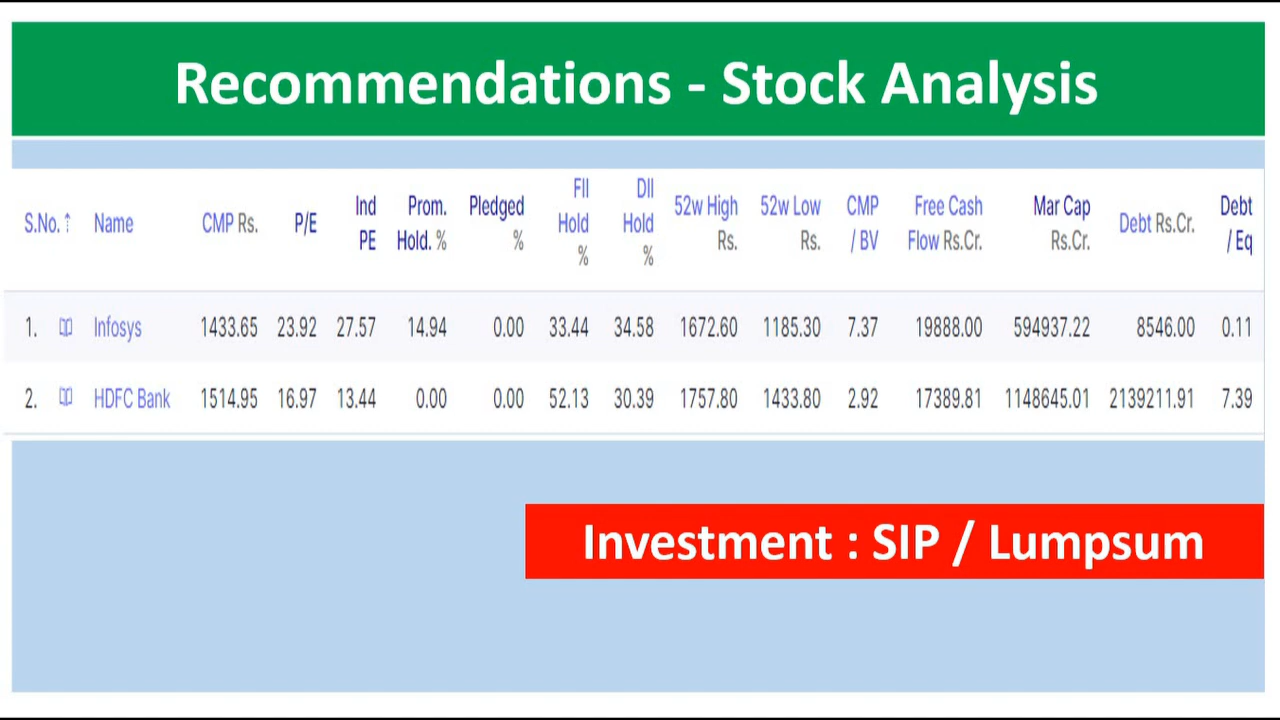 Recommendations - Stock Analysis
S.No. ↑ Name CMP Rs. P/E Ind PE Prom. Hold. % Pledged % FII Hold % DII Hold % 52w High Rs. 52w Low Rs. CMP / BV Free Cash Flow Rs.Cr. Mar Cap Rs.Cr. Debt Rs.Cr. Debt / Eq
1. Infosys 1433.65 23.92 27.57 14.94 0.00 33.44 34.58 1672.60 1185.30 7.37 19888.00 594937.22 8546.00 0.11
2. HDFC Bank 1514.95 16.97 13.44 0.00 0.00 52.13 30.39 1757.80 1433.80 2.92 17389.81 1148645.01 2139211.91 7.39
Investment : SIP / Lumpsum